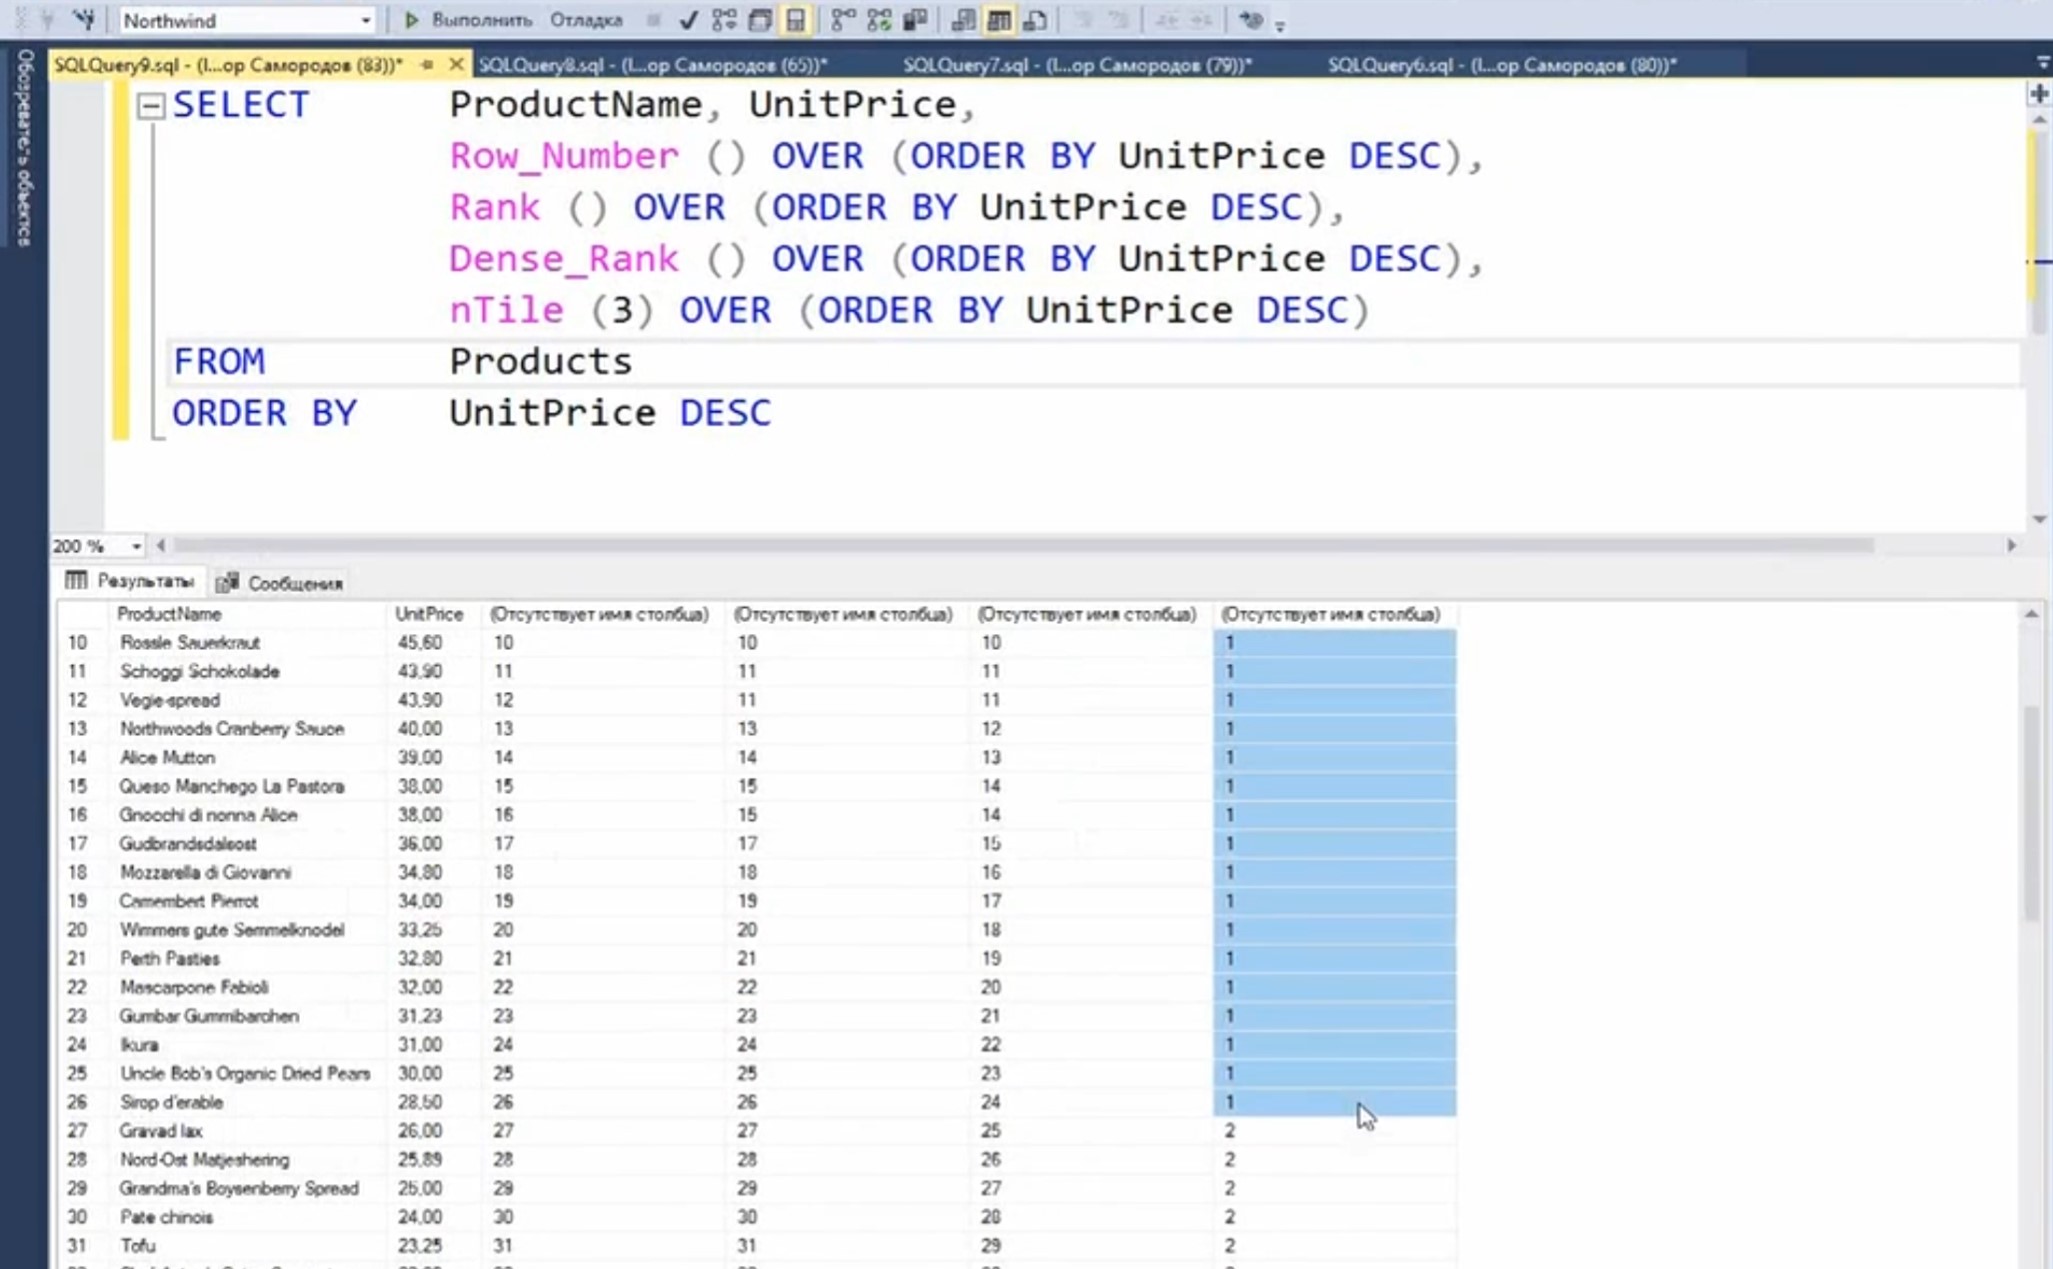 Northwind Выполнить Отладка
SQLQuery9.sql - (l...ор Самородов (83))* SQLQuery8.sql - (l...ор Самородов (65))* SQLQuery7.sql - (l...ор Самородов (79))* SQLQuery6.sql - (l...ор Самородов (80))*
Обозреватель объектов
SELECT ProductName, UnitPrice,
Row_Number () OVER (ORDER BY UnitPrice DESC),
Rank () OVER (ORDER BY UnitPrice DESC),
Dense_Rank () OVER (ORDER BY UnitPrice DESC),
nTile (3) OVER (ORDER BY UnitPrice DESC)
FROM Products
ORDER BY UnitPrice DESC
200 %
Результаты Сообщения
ProductName UnitPrice (Отсутствует имя столбца) (Отсутствует имя столбца) (Отсутствует имя столбца) (Отсутствует имя столбца)
10 Rossle Sauerkraut 45,60 10 10 10 1
11 Schoggi Schokolade 43,90 11 11 11 1
12 Vegie-spread 43,90 12 11 11 1
13 Northwoods Cranberry Sauce 40,00 13 13 12 1
14 Alice Mutton 39,00 14 14 13 1
15 Queso Manchego La Pastora 38,00 15 15 14 1
16 Gnocchi di nonna Alice 38,00 16 15 14 1
17 Gudbrandsdalsost 36,00 17 17 15 1
18 Mozzarella di Giovanni 34,80 18 18 16 1
19 Camembert Pierrot 34,00 19 19 17 1
20 Wimmers gute Semmelknodel 33,25 20 20 18 1
21 Perth Pasties 32,80 21 21 19 1
22 Mascarpone Fabioli 32,00 22 22 20 1
23 Gumbar Gummibarchen 31,23 23 23 21 1
24 Ikura 31,00 24 24 22 1
25 Uncle Bob's Organic Dried Pears 30,00 25 25 23 1
26 Sirop d'erable 28,50 26 26 24 1
27 Gravad lax 26,00 27 27 25 2
28 Nord-Ost Matjeshering 25,89 28 28 26 2
29 Grandma's Boysenberry Spread 25,00 29 29 27 2
30 Pate chinois 24,00 30 30 28 2
31 Tofu 23,25 31 31 29 2